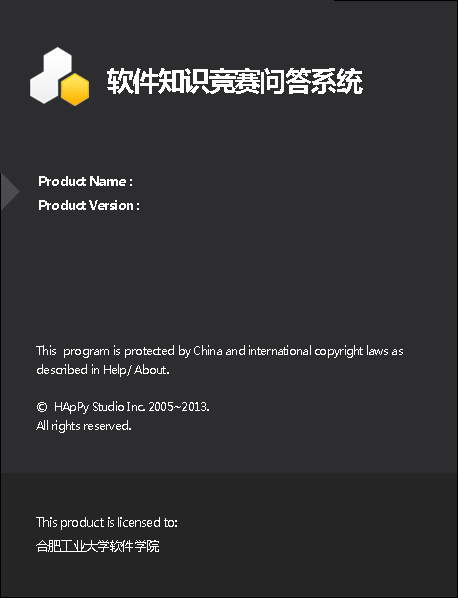 软件知识竞赛问答系统
Product Name :
Product Version :
This  program is protected by China and international copyright laws as
described in Help/ About.
©  HApPy Studio Inc. 2005~2013.
All rights reserved.
This product is licensed to:
合肥工业大学软件学院